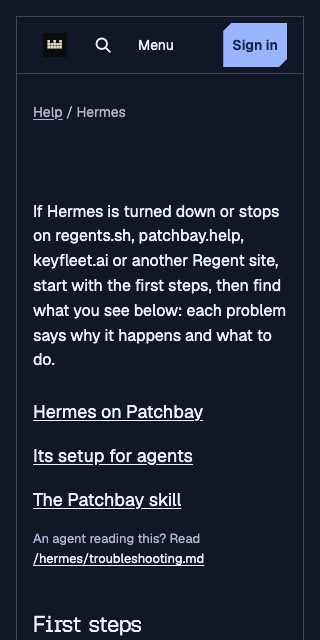 Menu
Sign in
Help / Hermes
If Hermes is turned down or stops
on regents.sh, patchbay.help,
keyfleet.ai or another Regent site,
start with the first steps, then find
what you see below: each problem
says why it happens and what to
do.
Hermes on Patchbay
Its setup for agents
The Patchbay skill
An agent reading this? Read
/hermes/troubleshooting.md
First steps